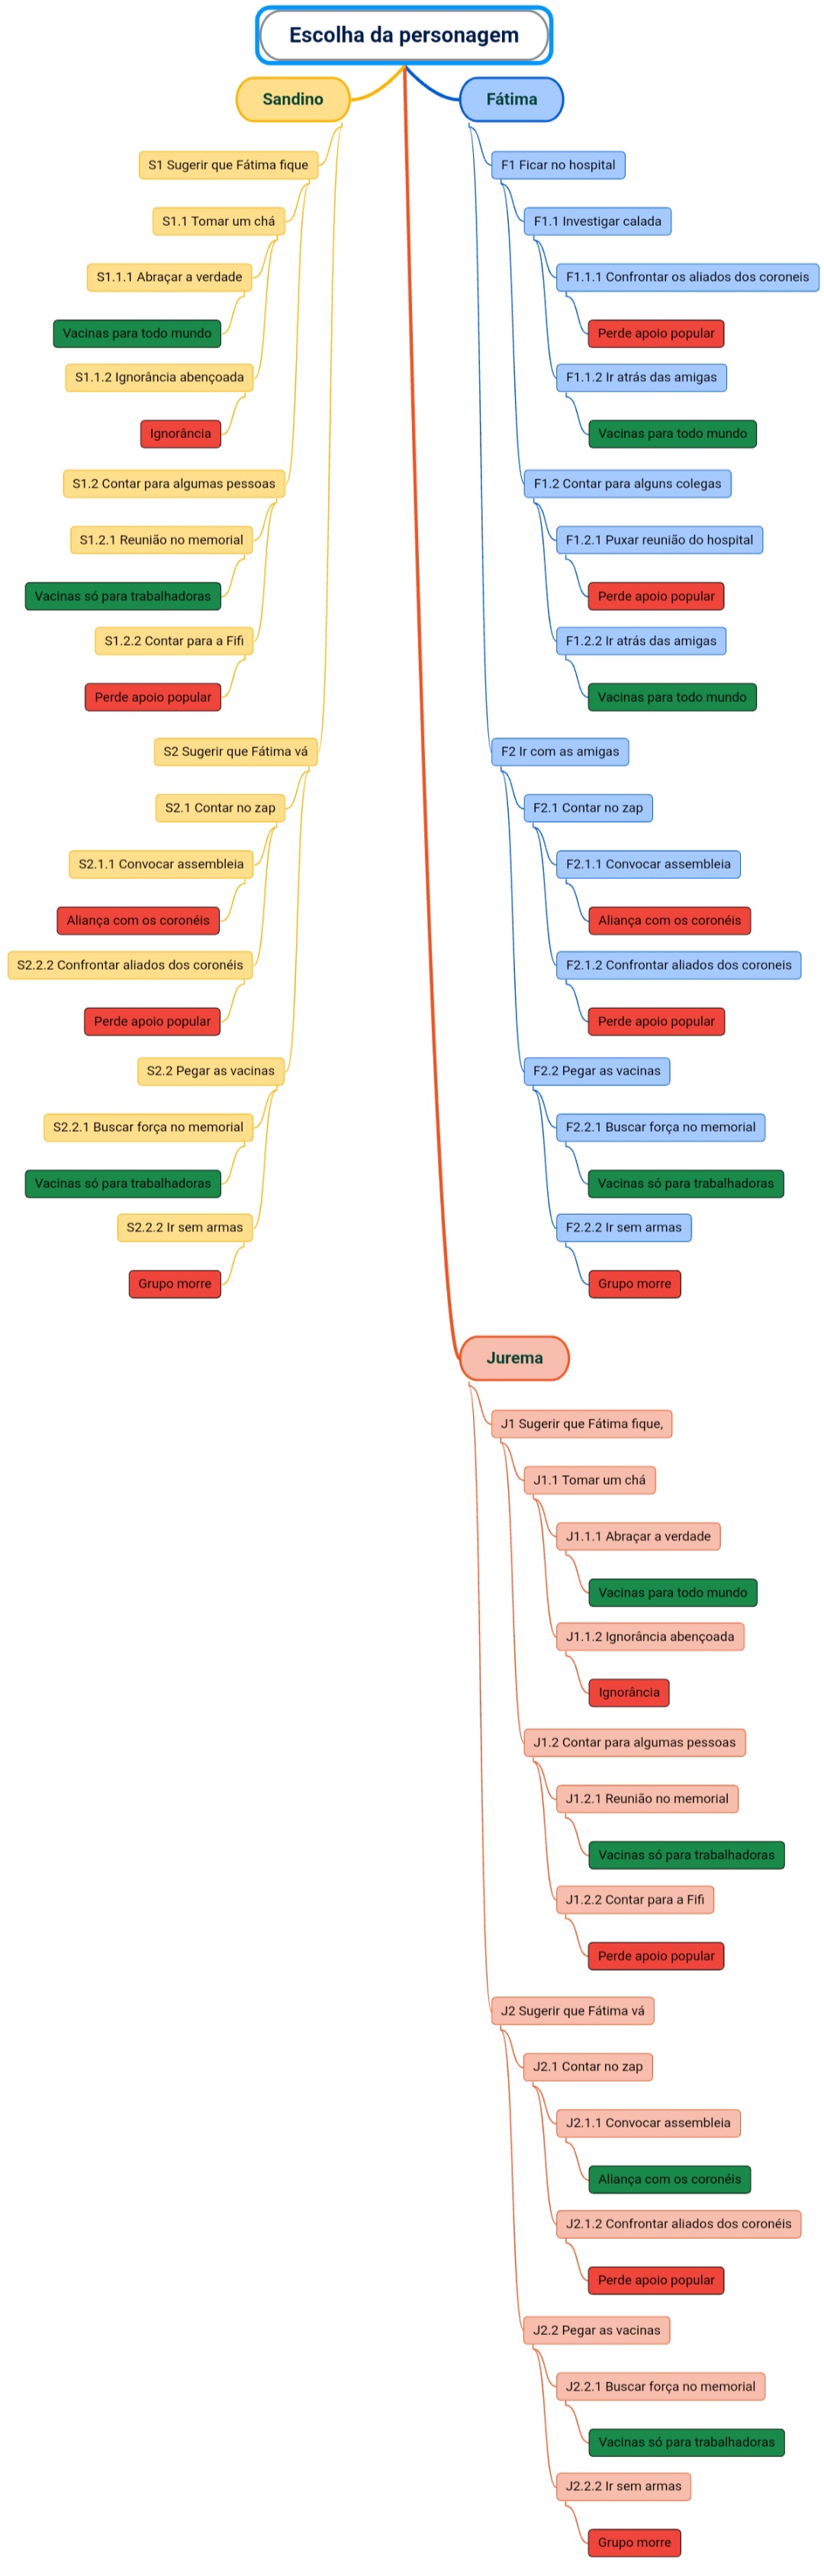 Escolha da personagem
Sandino
S1 Sugerir que Fátima fique
S1.1 Tomar um chá
S1.1.1 Abraçar a verdade
Vacinas para todo mundo
S1.1.2 Ignorância abençoada
Ignorância
S1.2 Contar para algumas pessoas
S1.2.1 Reunião no memorial
Vacinas só para trabalhadoras
S1.2.2 Contar para a Fifi
Perde apoio popular
S2 Sugerir que Fátima vá
S2.1 Contar no zap
S2.1.1 Convocar assembleia
Aliança com os coronéis
S2.2.2 Confrontar aliados dos coronéis
Perde apoio popular
S2.2 Pegar as vacinas
S2.2.1 Buscar força no memorial
Vacinas só para trabalhadoras
S2.2.2 Ir sem armas
Grupo morre
Fátima
F1 Ficar no hospital
F1.1 Investigar calada
F1.1.1 Confrontar os aliados dos coroneis
Perde apoio popular
F1.1.2 Ir atrás das amigas
Vacinas para todo mundo
F1.2 Contar para alguns colegas
F1.2.1 Puxar reunião do hospital
Perde apoio popular
F1.2.2 Ir atrás das amigas
Vacinas para todo mundo
F2 Ir com as amigas
F2.1 Contar no zap
F2.1.1 Convocar assembleia
Aliança com os coronéis
F2.1.2 Confrontar aliados dos coroneis
Perde apoio popular
F2.2 Pegar as vacinas
F2.2.1 Buscar força no memorial
Vacinas só para trabalhadoras
F2.2.2 Ir sem armas
Grupo morre
Jurema
J1 Sugerir que Fátima fique,
J1.1 Tomar um chá
J1.1.1 Abraçar a verdade
Vacinas para todo mundo
J1.1.2 Ignorância abençoada
Ignorância
J1.2 Contar para algumas pessoas
J1.2.1 Reunião no memorial
Vacinas só para trabalhadoras
J1.2.2 Contar para a Fifi
Perde apoio popular
J2 Sugerir que Fátima vá
J2.1 Contar no zap
J2.1.1 Convocar assembleia
Aliança com os coronéis
J2.1.2 Confrontar aliados dos coronéis
Perde apoio popular
J2.2 Pegar as vacinas
J2.2.1 Buscar força no memorial
Vacinas só para trabalhadoras
J2.2.2 Ir sem armas
Grupo morre